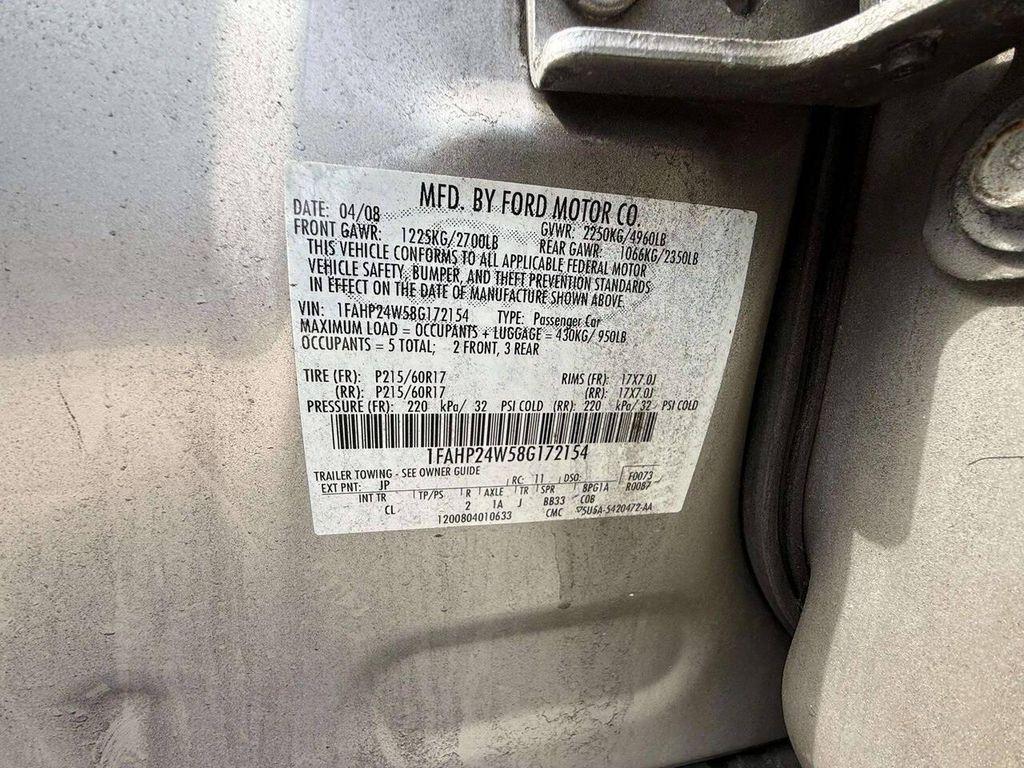 MFD. BY FORD MOTOR CO.
DATE: 04/08 GVWR: 2250KG/4960LB
FRONT GAWR: 1225KG/2700LB REAR GAWR: 1066KG/2350LB
THIS VEHICLE CONFORMS TO ALL APPLICABLE FEDERAL MOTOR
VEHICLE SAFETY, BUMPER, AND THEFT PREVENTION STANDARDS
IN EFFECT ON THE DATE OF MANUFACTURE SHOWN ABOVE.
VIN: 1FAHP24W58G172154 TYPE: Passenger Car
MAXIMUM LOAD = OCCUPANTS + LUGGAGE = 430KG/ 950LB
OCCUPANTS = 5 TOTAL; 2 FRONT, 3 REAR
TIRE (FR): P215/60R17 RIMS (FR): 17X7.0J
(RR): P215/60R17 (RR): 17X7.0J
PRESSURE (FR): 220 kPa/ 32 PSI COLD (RR): 220 kPa/ 32 PSI COLD
1FAHP24W58G172154
TRAILER TOWING - SEE OWNER GUIDE
EXT PNT: JP RC: 11 DSO: F0073
INT TR TP/PS R AXLE TR SPR BPG1A R0087
CL 2 1A J BB33 COB
1200804010633 CMC 5U5A-5420472-AA